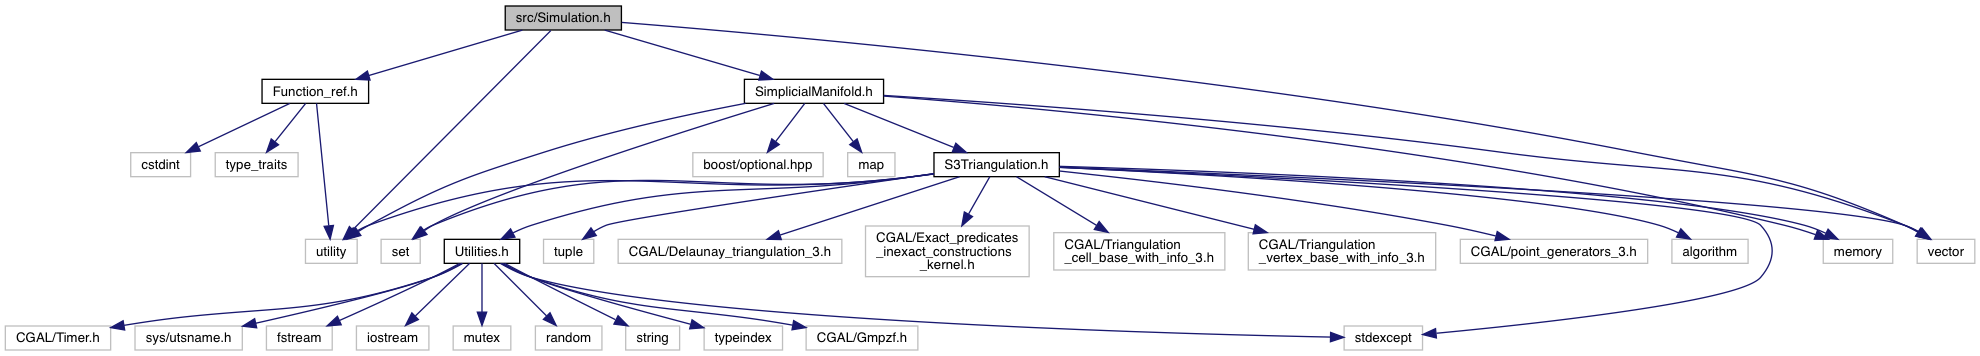 src/Simulation.h
Function_ref.h
SimplicialManifold.h
cstdint
type_traits
boost/optional.hpp
map
S3Triangulation.h
utility
set
Utilities.h
tuple
CGAL/Delaunay_triangulation_3.h
CGAL/Exact_predicates
_inexact_constructions
_kernel.h
CGAL/Triangulation
_cell_base_with_info_3.h
CGAL/Triangulation
_vertex_base_with_info_3.h
CGAL/point_generators_3.h
algorithm
memory
vector
CGAL/Timer.h
sys/utsname.h
fstream
iostream
mutex
random
string
typeindex
CGAL/Gmpzf.h
stdexcept